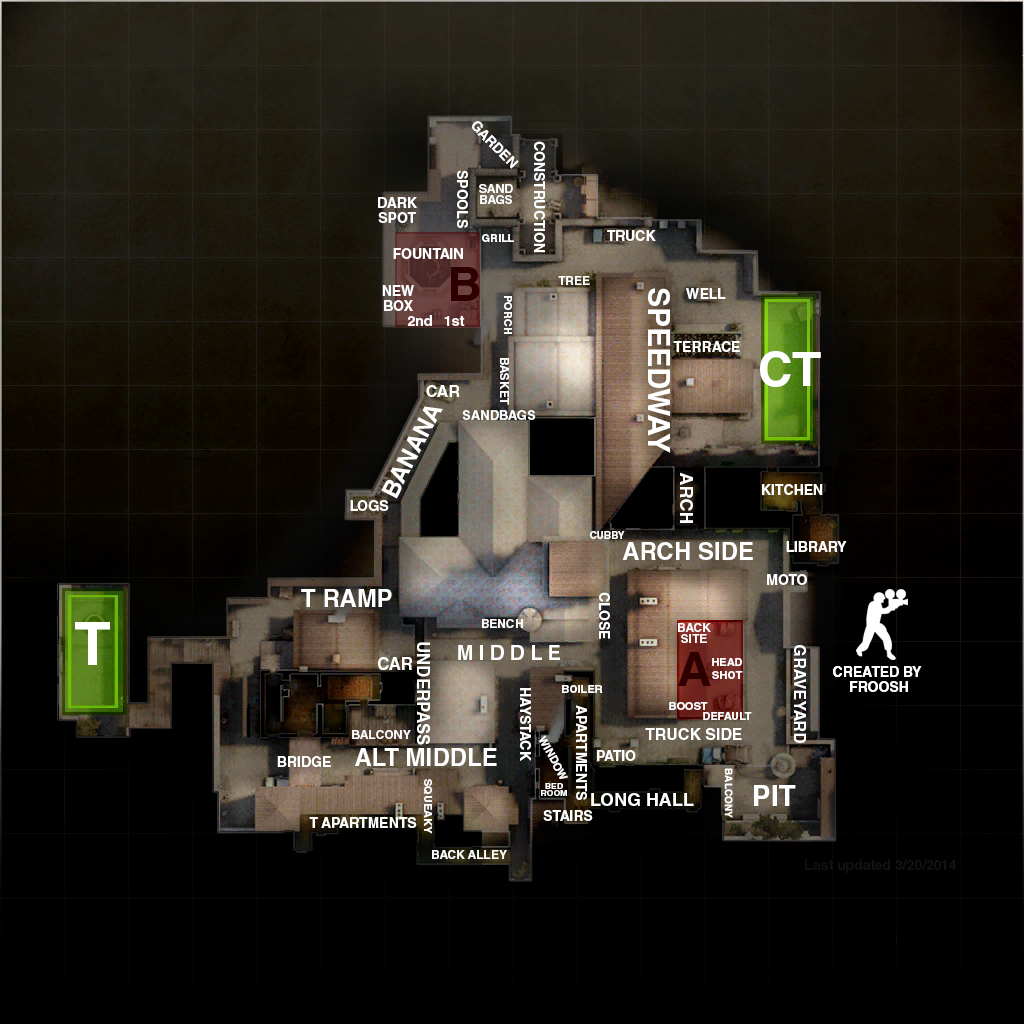 GARDEN
CONSTRUCTION
SPOOLS
SAND
BAGS
DARK
SPOT
GRILL
TRUCK
FOUNTAIN
B
TREE
NEW
BOX
2nd 1st
PORCH
SPEEDWAY
WELL
TERRACE
CT
BASKET
CAR
SANDBAGS
BANANA
LOGS
ARCH
KITCHEN
CUBBY
ARCH SIDE
LIBRARY
MOTO
T RAMP
CLOSE
BENCH
T
MIDDLE
BACK
SITE
A
HEAD
SHOT
BOOST
DEFAULT
CAR
UNDERPASS
BOILER
GRAVEYARD
CREATED BY
FROOSH
HAYSTACK
APARTMENTS
BALCONY
TRUCK SIDE
WINDOW
PATIO
BRIDGE
ALT MIDDLE
BED
ROOM
LONG HALL
BALCONY
PIT
SQUEAKY
T APARTMENTS
STAIRS
BACK ALLEY
Last updated 3/20/2014